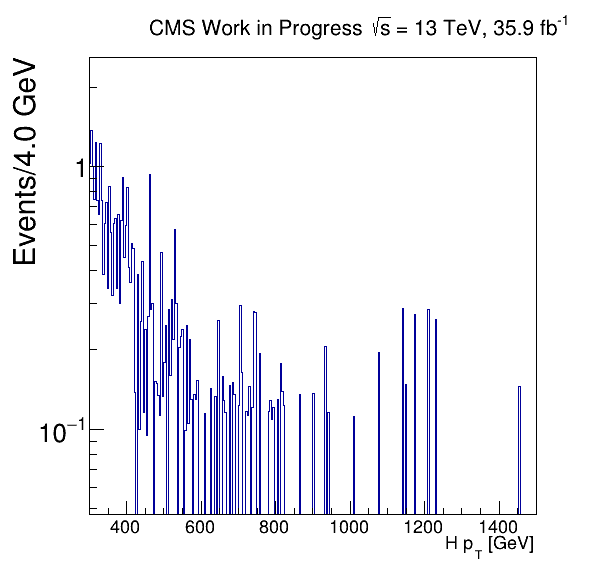 CMS Work in Progress √s = 13 TeV, 35.9 fb⁻¹
Events/4.0 GeV
1
10⁻¹
400 600 800 1000 1200 1400
H p_T [GeV]